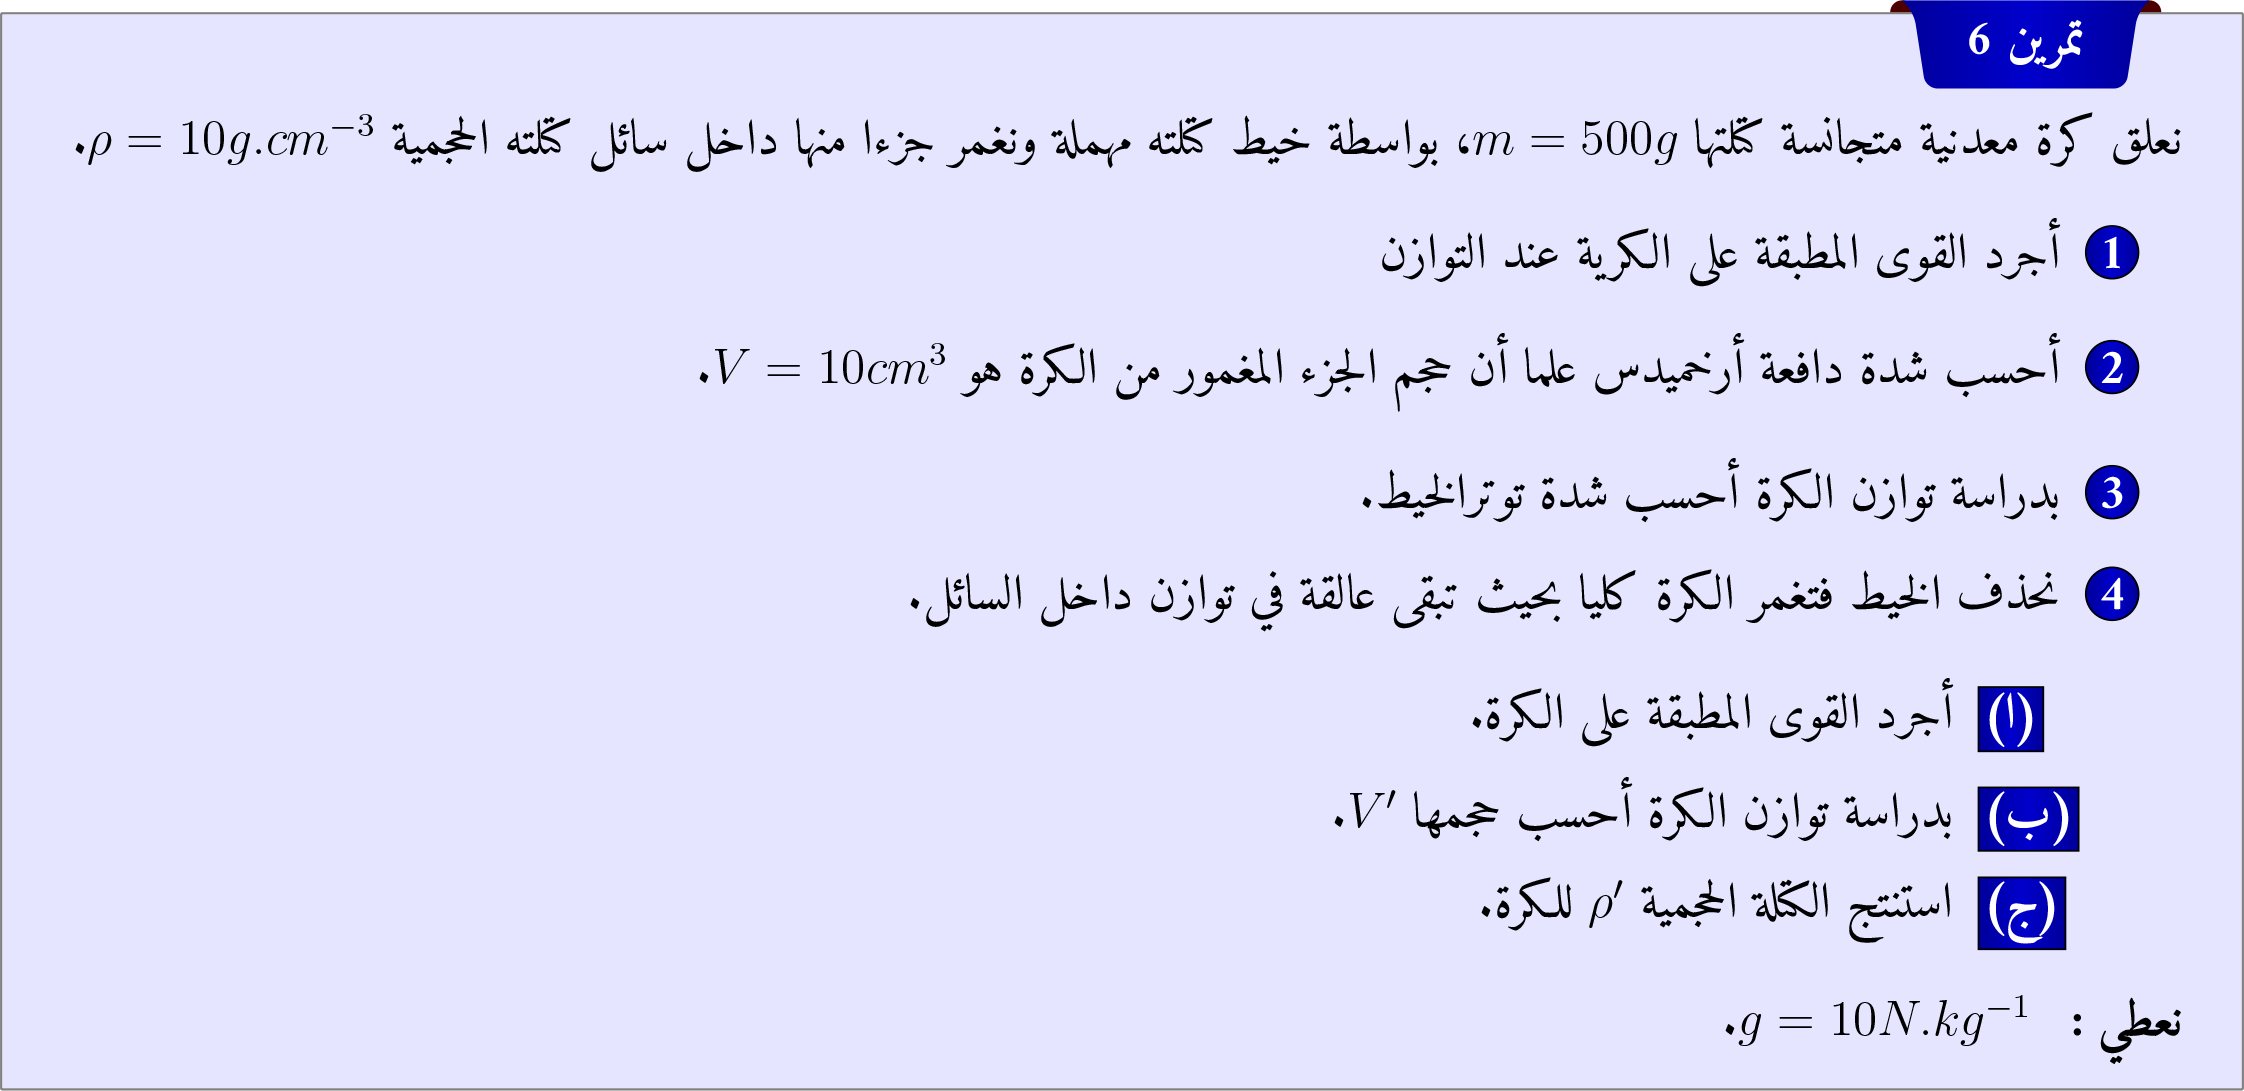 تمرين 6
نعلق كرة معدنية متجانسة كتلتها m = 500g، بواسطة خيط كتلته مهملة ونغمر جزءا منها داخل سائل كتلته الحجمية ρ = 10g.cm⁻³.
1 أجرد القوى المطبقة على الكرية عند التوازن
2 أحسب شدة دافعة أرخميدس علما أن حجم الجزء المغمور من الكرة هو V = 10cm³.
3 بدراسة توازن الكرة أحسب شدة توترالخيط.
4 نحذف الخيط فتغمر الكرة كليا بحيث تبقى عالقة في توازن داخل السائل.
(ا) أجرد القوى المطبقة على الكرة.
(ب) بدراسة توازن الكرة أحسب حجمها V′.
(ج) استنتج الكتلة الحجمية ρ′ للكرة.
نعطي : g = 10N.kg⁻¹.